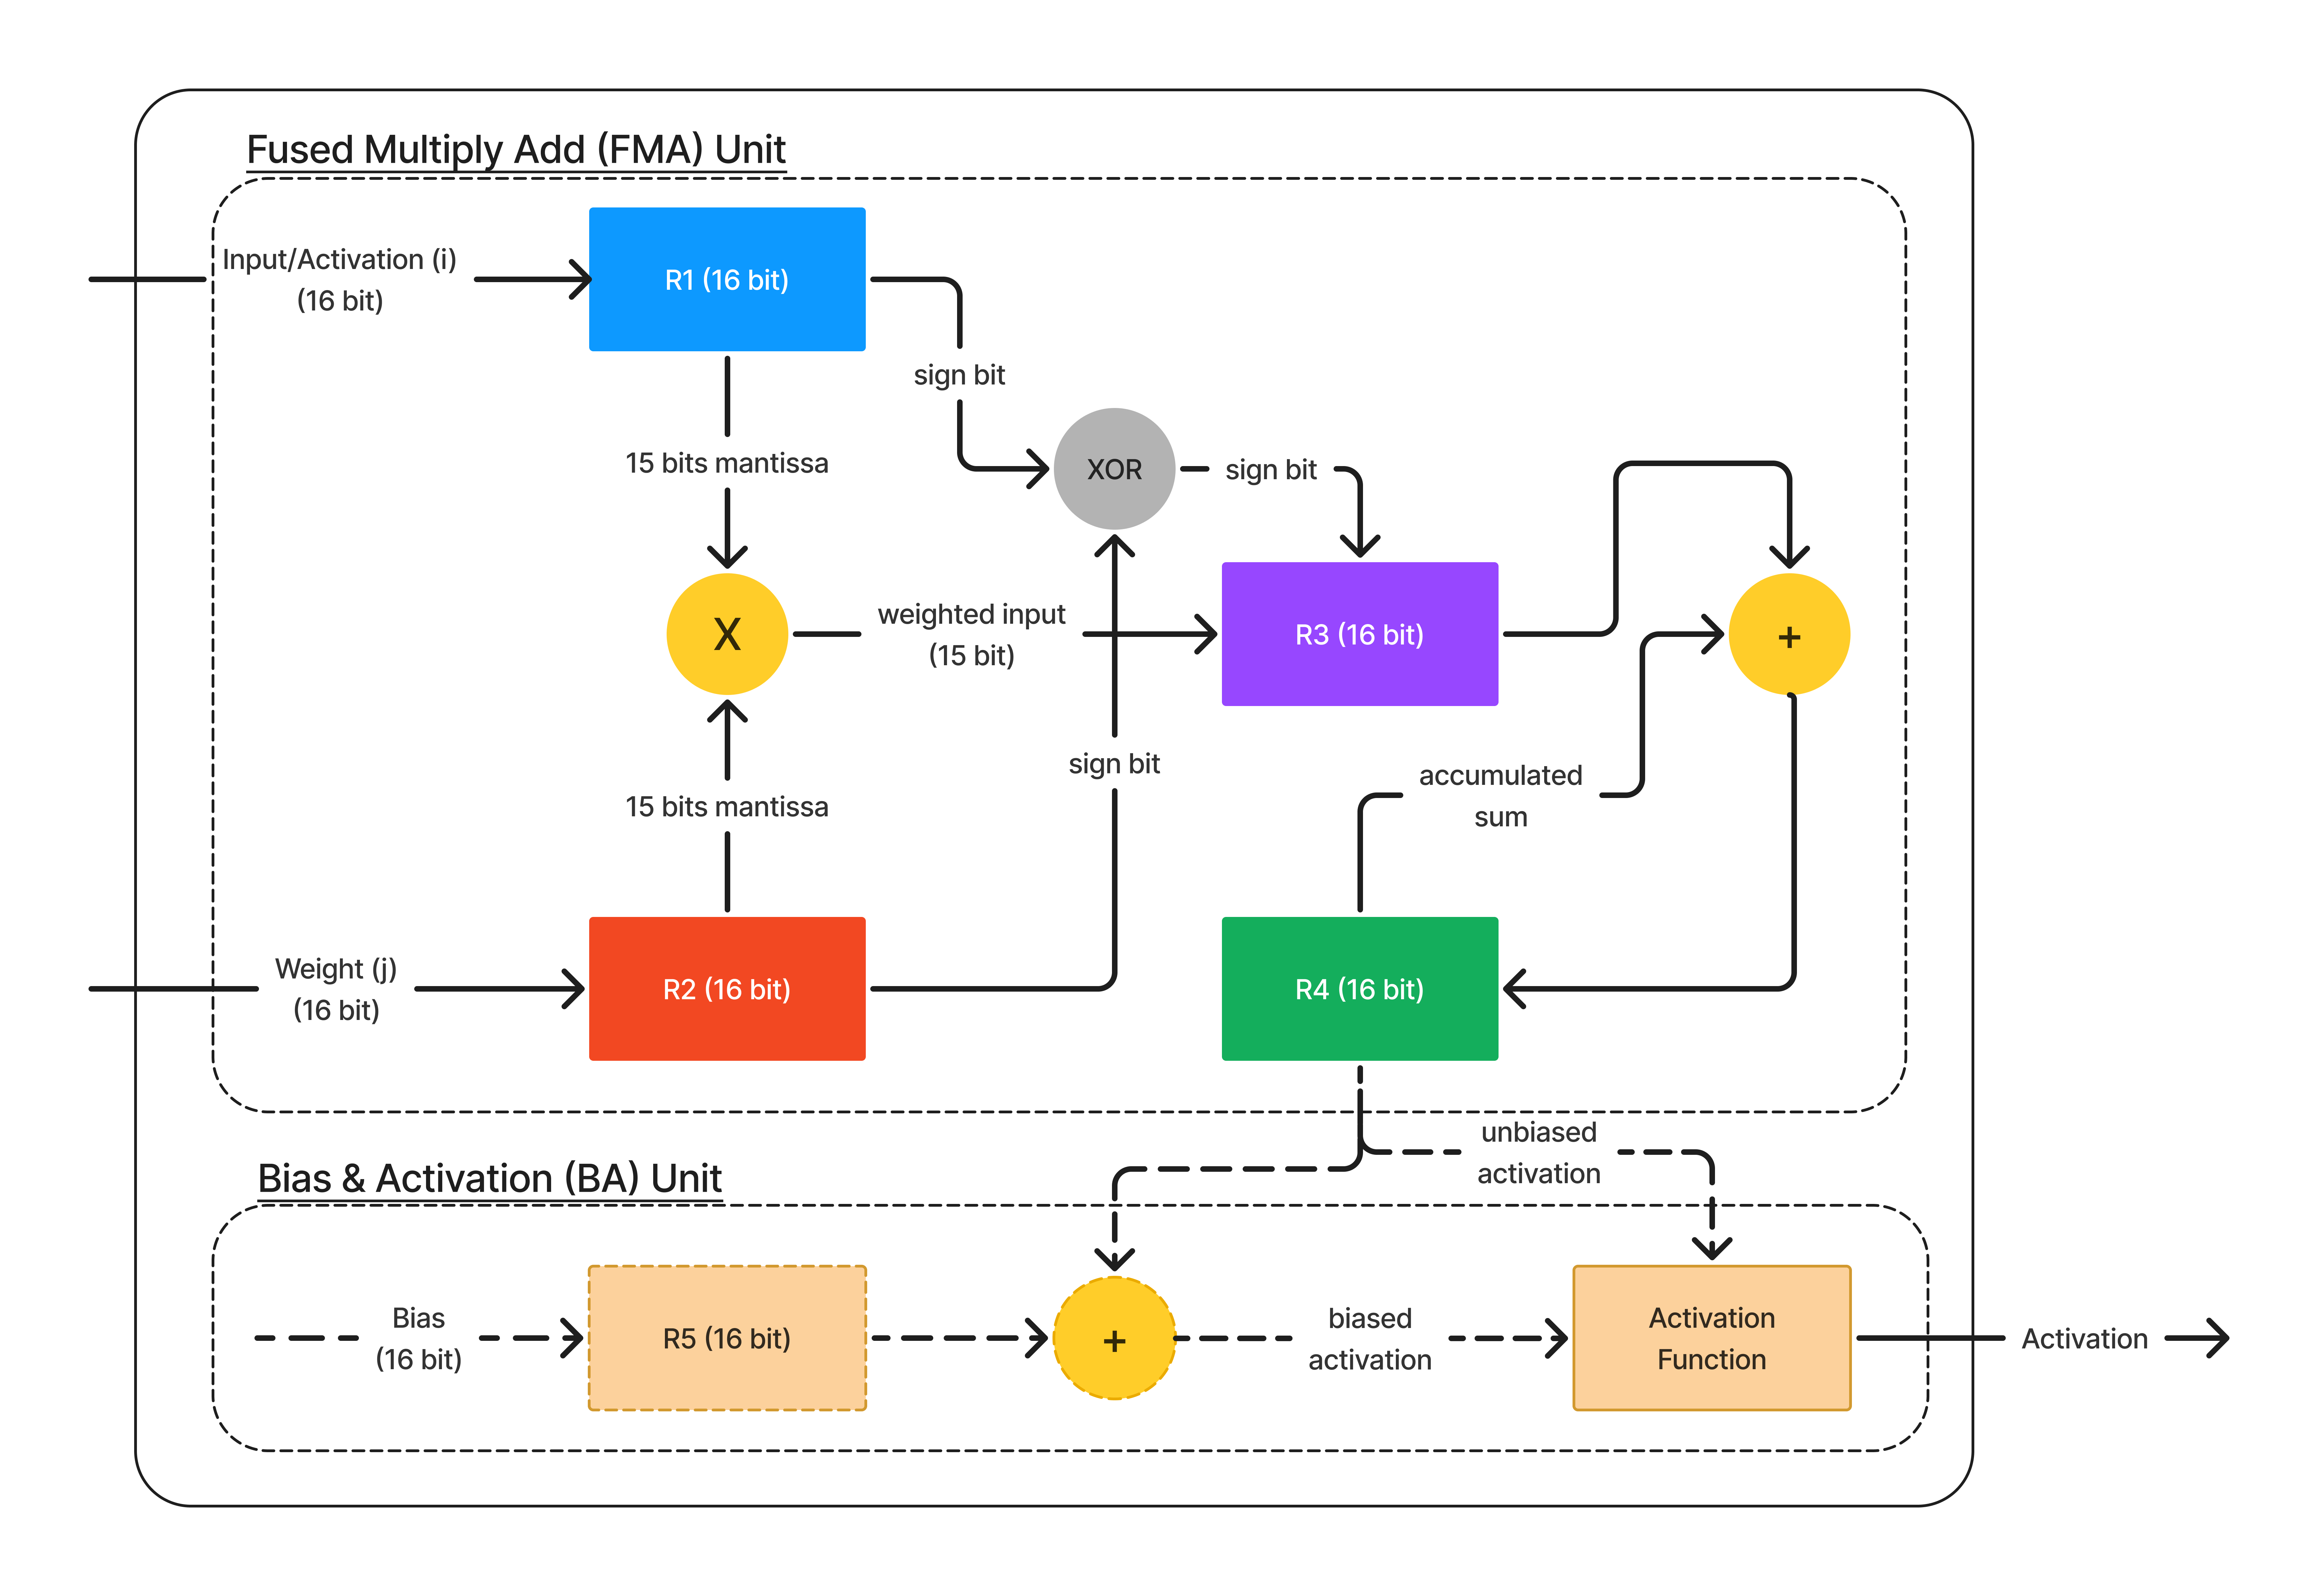 Fused Multiply Add (FMA) Unit
Input/Activation (i)
(16 bit)
R1 (16 bit)
sign bit
15 bits mantissa
XOR
sign bit
X
weighted input
(15 bit)
R3 (16 bit)
+
sign bit
15 bits mantissa
accumulated
sum
Weight (j)
(16 bit)
R2 (16 bit)
R4 (16 bit)
unbiased
activation
Bias & Activation (BA) Unit
Bias
(16 bit)
R5 (16 bit)
+
biased
activation
Activation
Function
Activation